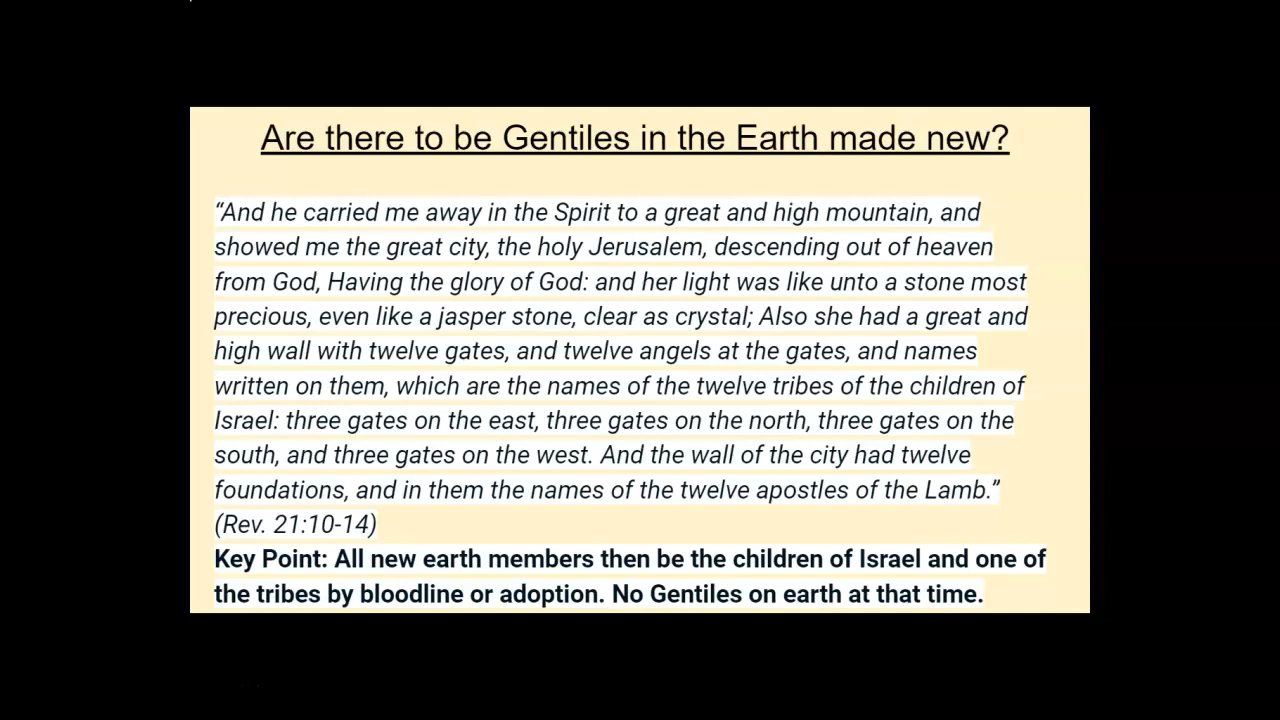 Are there to be Gentiles in the Earth made new?
“And he carried me away in the Spirit to a great and high mountain, and
showed me the great city, the holy Jerusalem, descending out of heaven
from God, Having the glory of God: and her light was like unto a stone most
precious, even like a jasper stone, clear as crystal; Also she had a great and
high wall with twelve gates, and twelve angels at the gates, and names
written on them, which are the names of the twelve tribes of the children of
Israel: three gates on the east, three gates on the north, three gates on the
south, and three gates on the west. And the wall of the city had twelve
foundations, and in them the names of the twelve apostles of the Lamb.”
(Rev. 21:10-14)
Key Point: All new earth members then be the children of Israel and one of
the tribes by bloodline or adoption. No Gentiles on earth at that time.